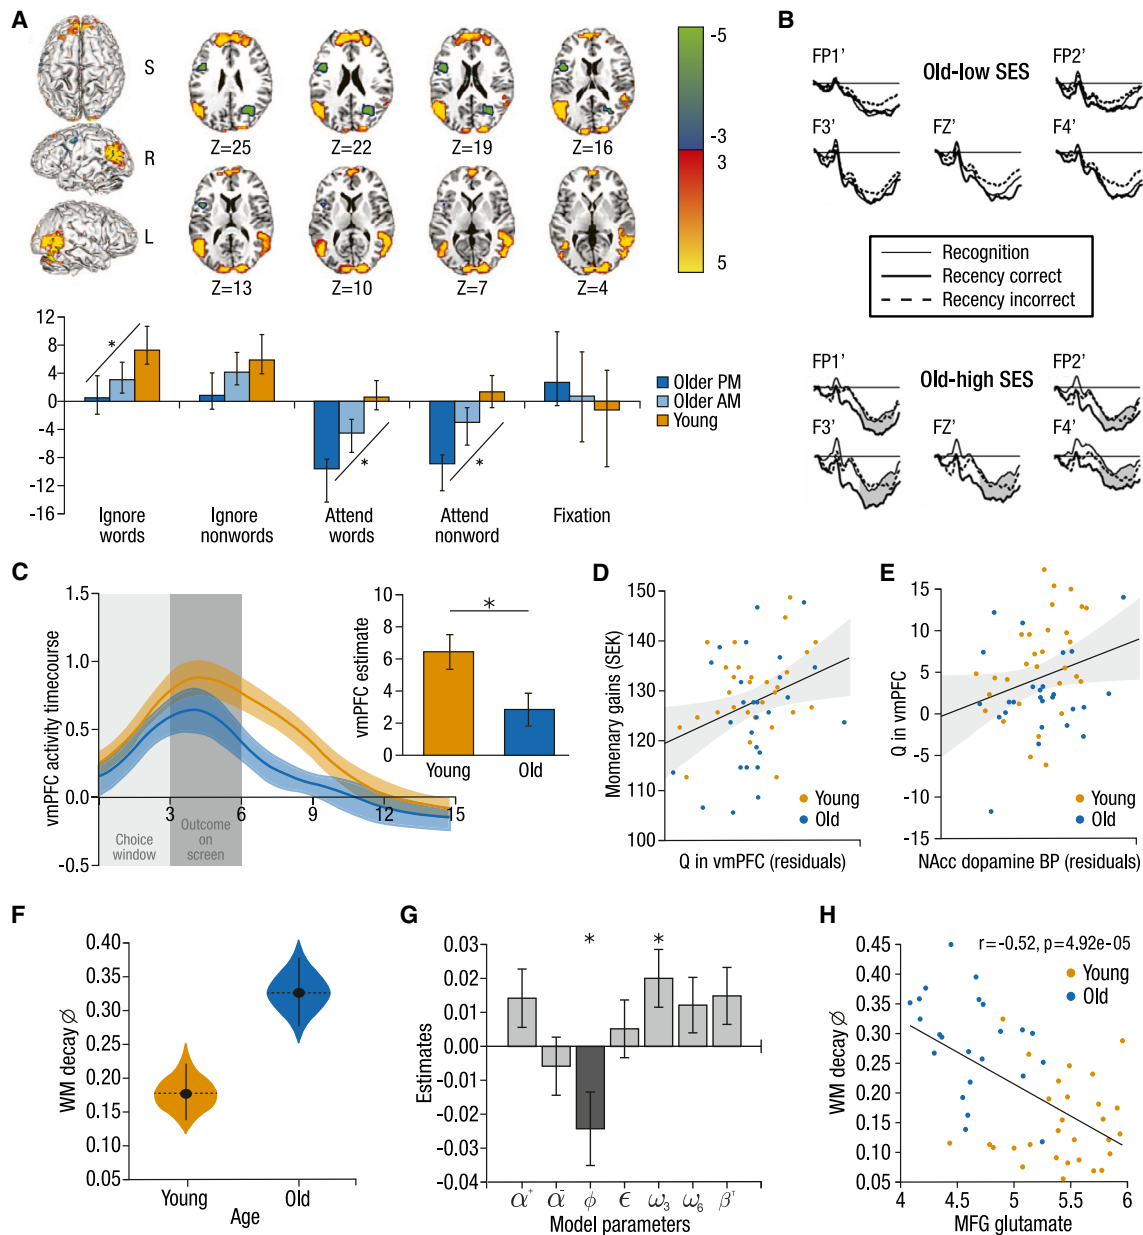 A
S
R
L
Z=25
Z=22
Z=19
Z=16
Z=13
Z=10
Z=7
Z=4
-5
-3
3
5
12
8
4
0
-4
-8
-12
-16
*
*
*
Ignore words
Ignore nonwords
Attend words
Attend nonword
Fixation
Older PM
Older AM
Young
B
Old-low SES
FP1'
FP2'
F3'
FZ'
F4'
Recognition
Recency correct
Recency incorrect
Old-high SES
FP1'
FP2'
F3'
FZ'
F4'
C
vmPFC activity timecourse
1.5
1.0
0.5
0.0
-0.5
3
6
9
12
15
Choice window
Outcome on screen
vmPFC estimate
10
8
6
4
2
0
*
Young
Old
D
Momenary gains (SEK)
150
140
130
120
110
100
Young
Old
Q in vmPFC (residuals)
E
Q in vmPFC
15
10
5
0
-5
-10
-15
Young
Old
NAcc dopamine BP (residuals)
F
WM decay Ø
0.40
0.35
0.30
0.25
0.20
0.15
0.10
0.05
Young
Old
Age
G
Estimates
0.03
0.02
0.01
0.00
-0.01
-0.02
-0.03
-0.04
*
*
α⁺
α⁻
ϕ
ϵ
ω₃
ω₆
βᵀ
Model parameters
H
r=-0.52, p=4.92e-05
Young
Old
WM decay Ø
0.45
0.40
0.35
0.30
0.25
0.20
0.15
0.10
0.05
4
4.5
5
5.5
6
MFG glutamate